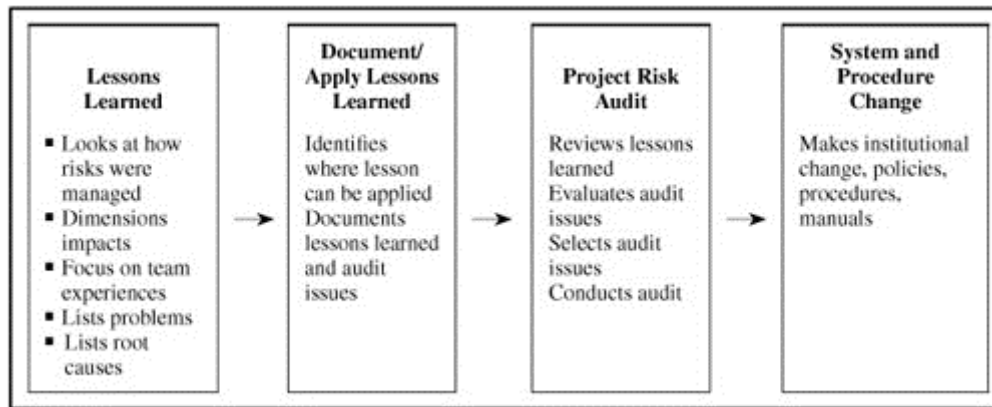 Lessons
Learned
▪ Looks at how
risks were
managed
▪ Dimensions
impacts
▪ Focus on team
experiences
▪ Lists problems
▪ Lists root
causes
Document/
Apply Lessons
Learned
Identifies
where lesson
can be applied
Documents
lessons learned
and audit
issues
Project Risk
Audit
Reviews lessons
learned
Evaluates audit
issues
Selects audit
issues
Conducts audit
System and
Procedure
Change
Makes institutional
change, policies,
procedures,
manuals